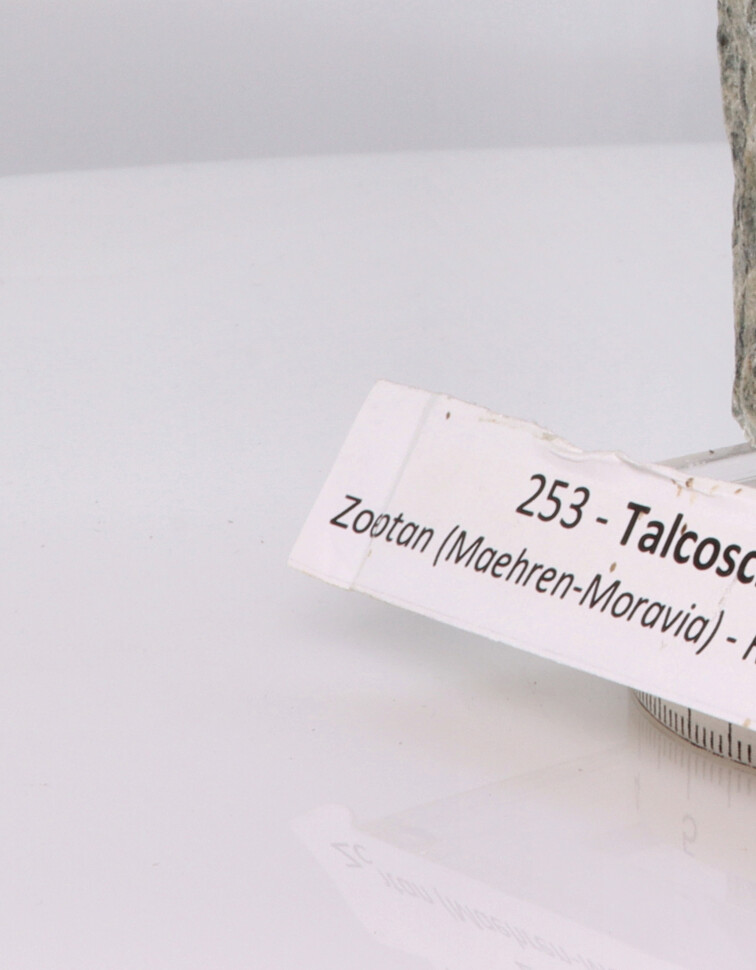 253 - Talcosc
Zootan (Maehren-Moravia) -